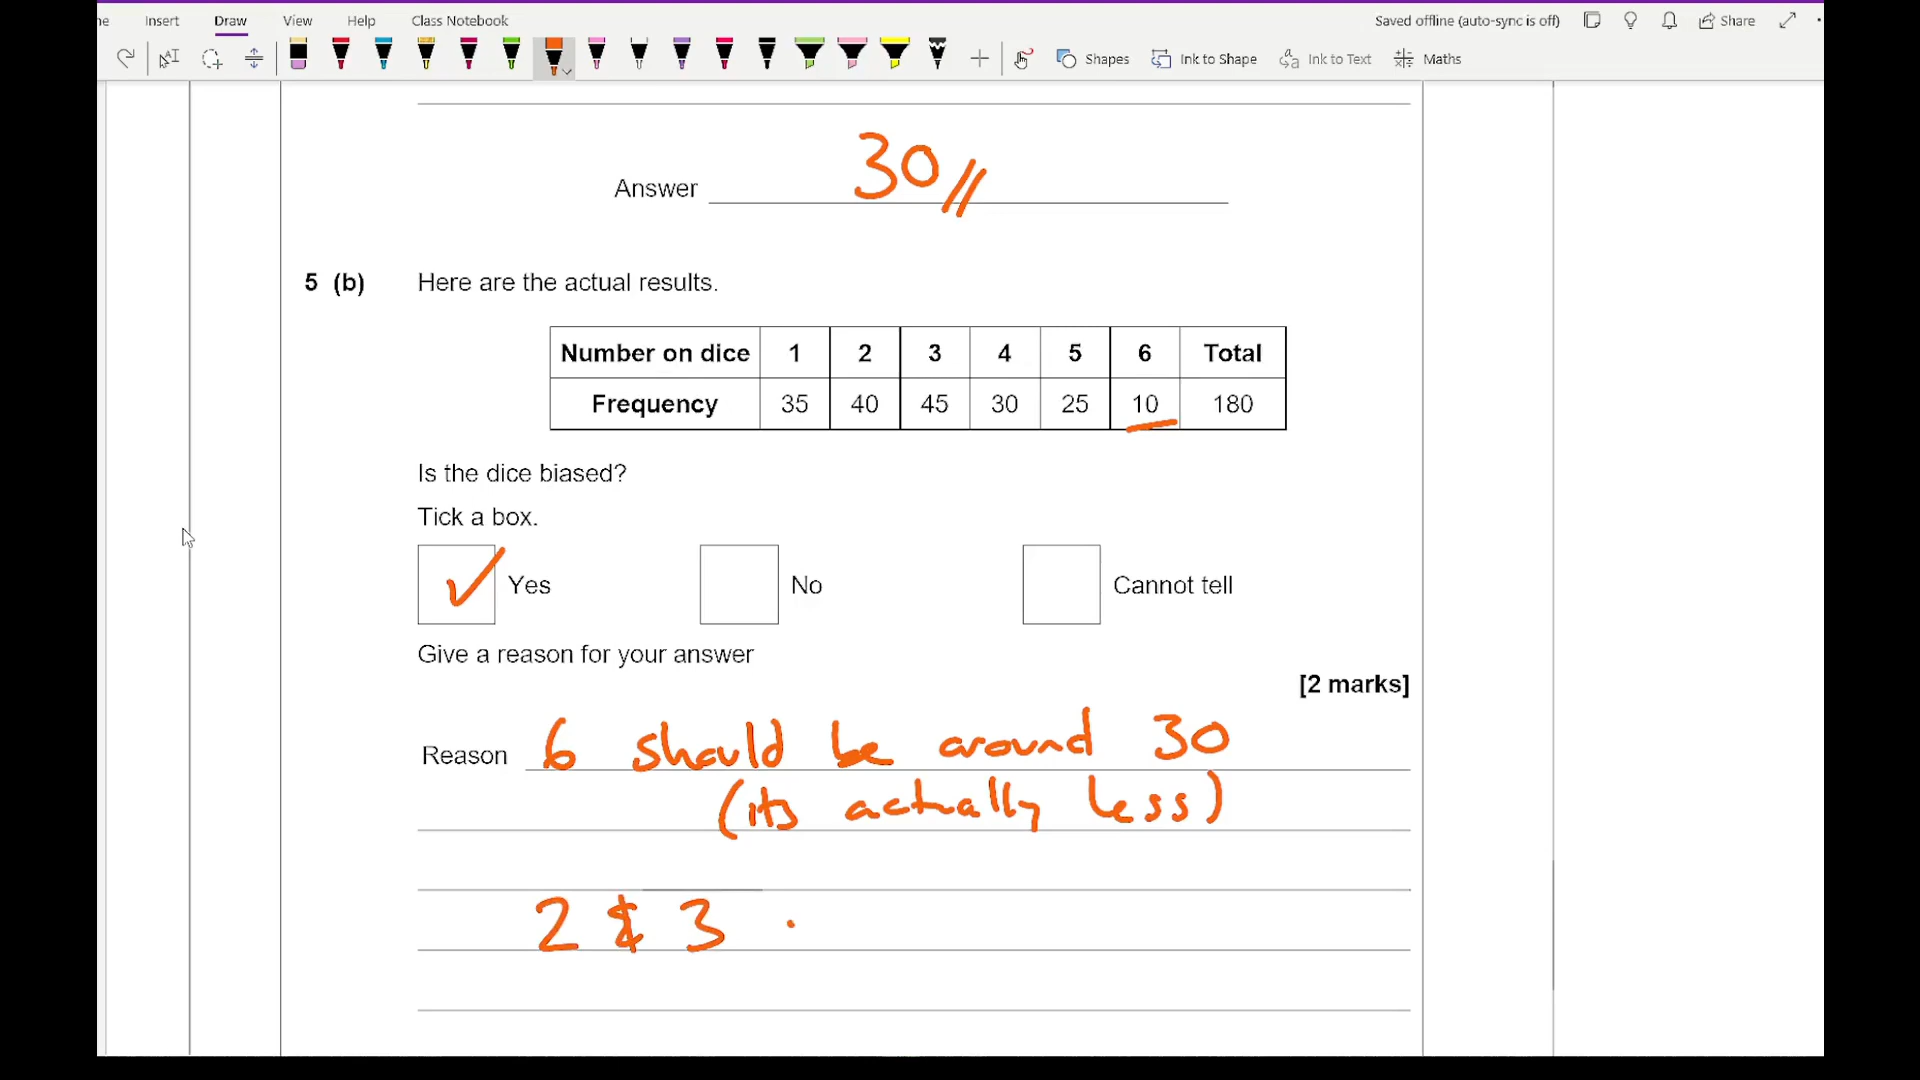 ne Insert Draw View Help Class Notebook Saved offline (auto-sync is off) Share
Shapes Ink to Shape Ink to Text Maths
Answer 30
5 (b) Here are the actual results.
Number on dice 1 2 3 4 5 6 Total
Frequency 35 40 45 30 25 10 180
Is the dice biased?
Tick a box.
✓ Yes No Cannot tell
Give a reason for your answer
[2 marks]
Reason 6 should be around 30
(its actually less)
2 & 3